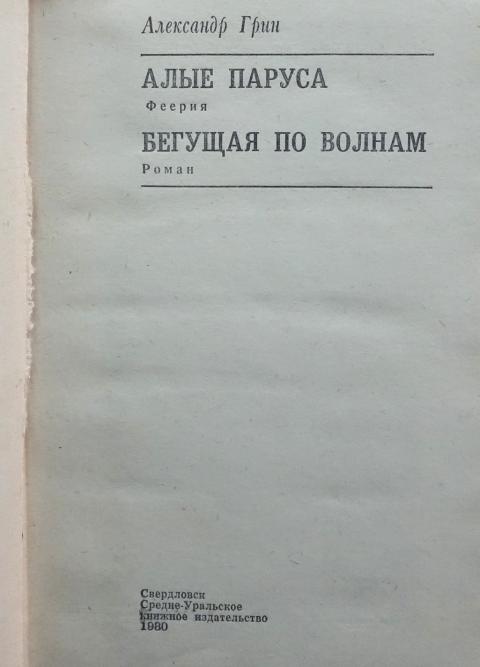 Александр Грин
АЛЫЕ ПАРУСА
Феерия
БЕГУЩАЯ ПО ВОЛНАМ
Роман
Свердловск
Средне-Уральское
книжное издательство
1980